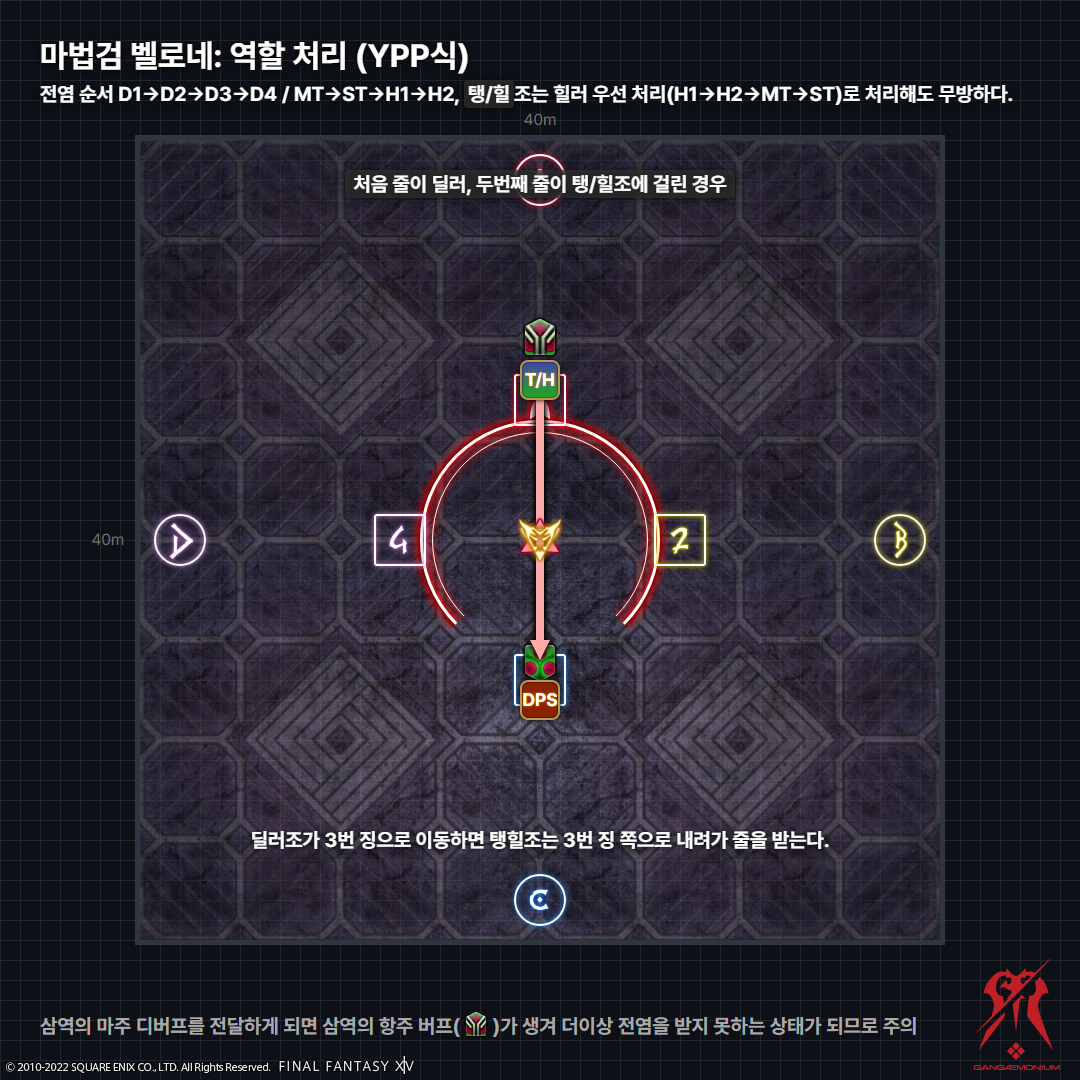 마법검 벨로네: 역할 처리 (YPP식)
전염 순서 D1→D2→D3→D4 / MT→ST→H1→H2, 탱/힐 조는 힐러 우선 처리(H1→H2→MT→ST)로 처리해도 무방하다.
40m
처음 줄이 딜러, 두번째 줄이 탱/힐조에 걸린 경우
T/H
40m
D
4
2
B
DPS
딜러조가 3번 징으로 이동하면 탱힐조는 3번 징 쪽으로 내려가 줄을 받는다.
C
삼역의 마주 디버프를 전달하게 되면 삼역의 항주 버프( )가 생겨 더이상 전염을 받지 못하는 상태가 되므로 주의
GANGÆMONIUM
© 2010-2022 SQUARE ENIX CO., LTD. All Rights Reserved. FINAL FANTASY XIV